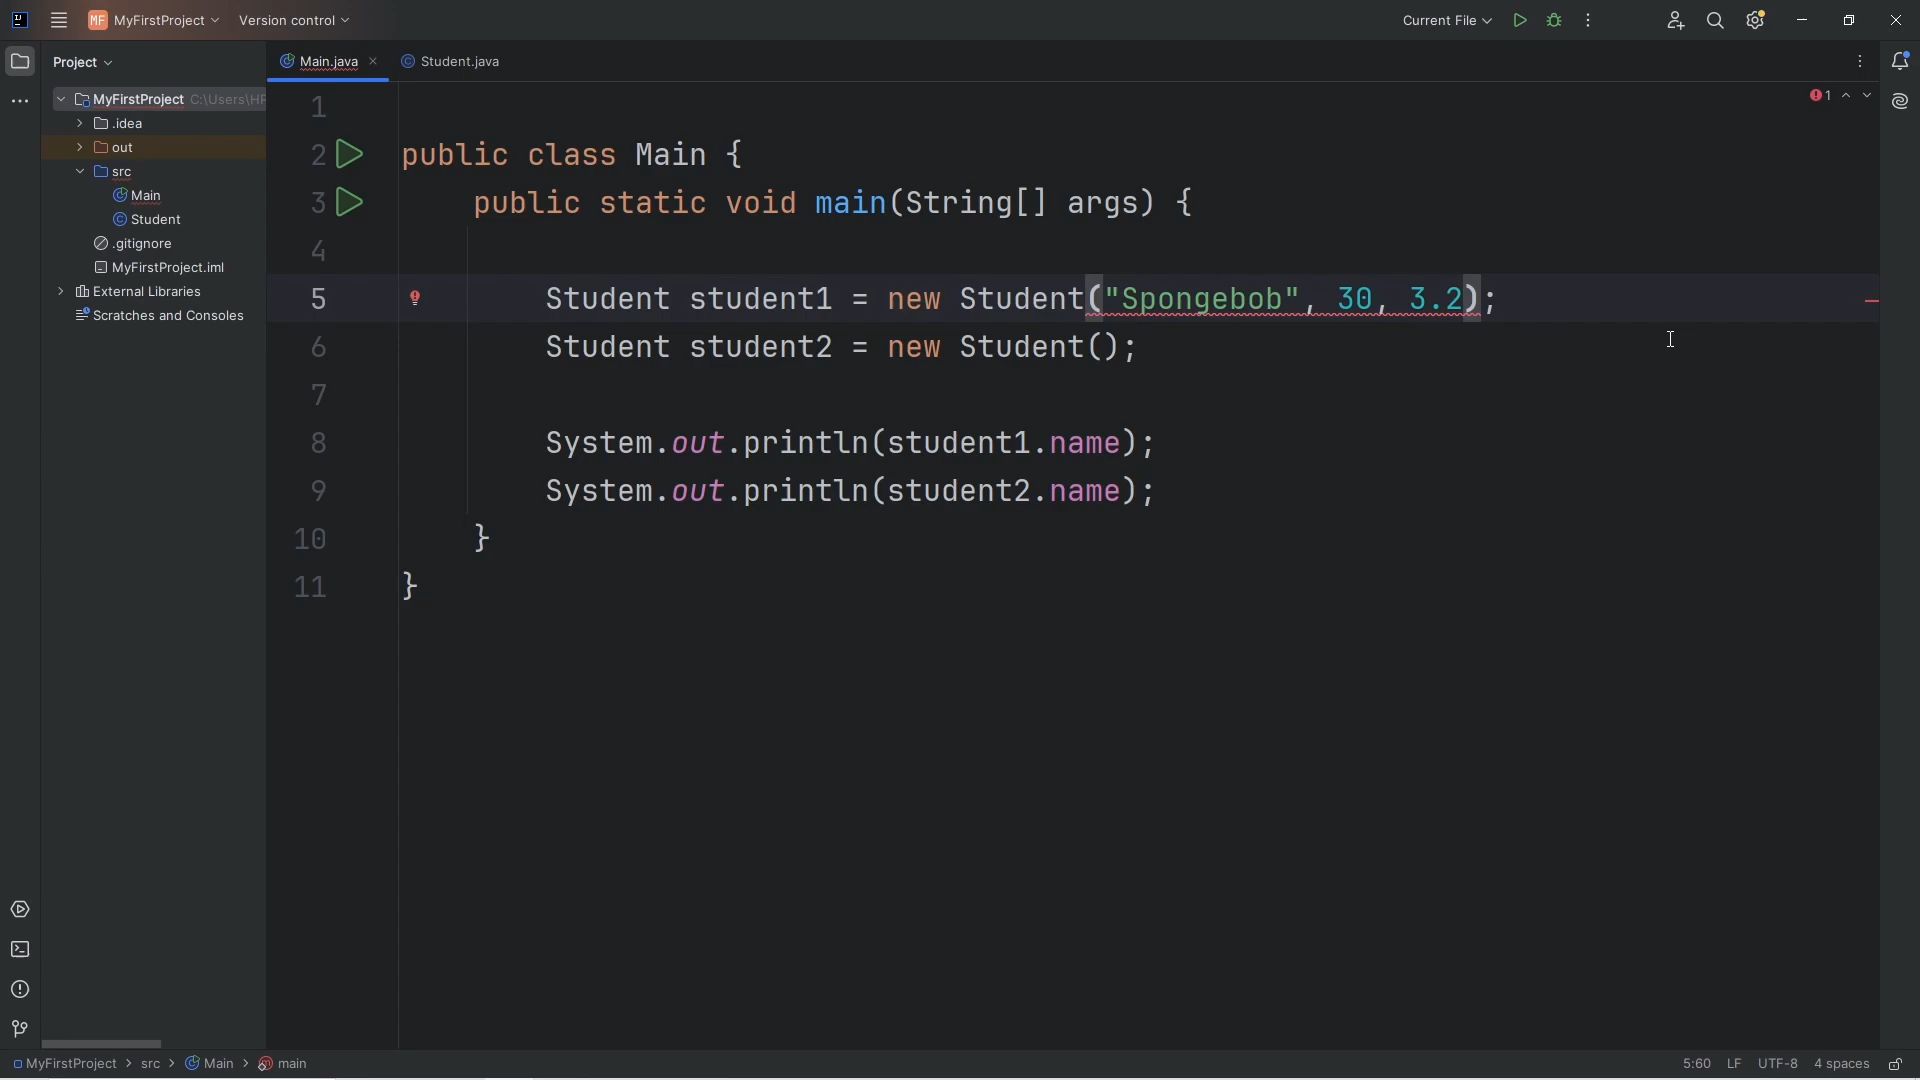 MF MyFirstProject Version control Current File
Project
Main.java Student.java
MyFirstProject C:\Users\HP
.idea
out
src
Main
Student
.gitignore
MyFirstProject.iml
External Libraries
Scratches and Consoles
1
1
2 public class Main {
3 public static void main(String[] args) {
4
5 Student student1 = new Student("Spongebob", 30, 3.2);
6 Student student2 = new Student();
7
8 System.out.println(student1.name);
9 System.out.println(student2.name);
10 }
11 }
MyFirstProject > src > Main > main 5:60 LF UTF-8 4 spaces